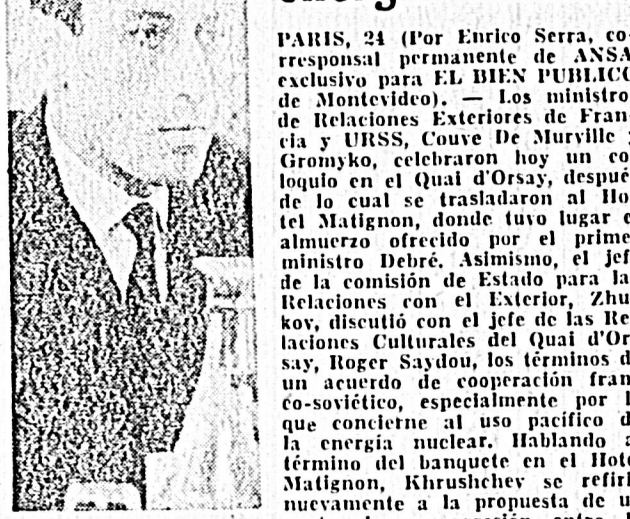 PARIS, 24 (Por Enrico Serra, co-
rresponsal permanente de ANSA
exclusivo para EL BIEN PUBLICO
de Montevideo). — Los ministro
de Relaciones Exteriores de Fran
cia y URSS, Couve De Murville
Gromyko, celebraron hoy un co
loquio en el Quai d'Orsay, despué
de lo cual se trasladaron al Ho
tel Matignon, donde tuvo lugar e
almuerzo ofrecido por el prime
ministro Debré. Asimismo, el jef
de la comisión de Estado para la
Relaciones con el Exterior, Zhu
kov, discutió con el jefe de las Re
laciones Culturales del Quai d'Or
say, Roger Saydou, los términos d
un acuerdo de cooperación fran
co-soviético, especialmente por l
que concierne al uso pacífico d
la energía nuclear. Hablando a
término del banquete en el Hote
Matignon, Khrushchev se refiri
nuevamente a la propuesta de u